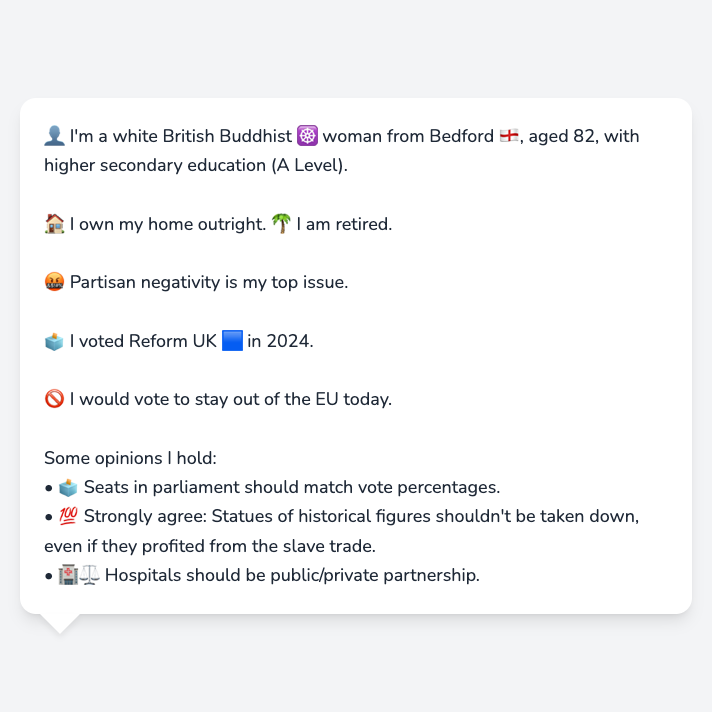 👤 I'm a white British Buddhist ☸️ woman from Bedford 🏴󠁧󠁢󠁥󠁮󠁧󠁿, aged 82, with
higher secondary education (A Level).
🏠 I own my home outright. 🌴 I am retired.
🤬 Partisan negativity is my top issue.
🗳️ I voted Reform UK 🟦 in 2024.
🚫 I would vote to stay out of the EU today.
Some opinions I hold:
• 🗳️ Seats in parliament should match vote percentages.
• 💯 Strongly agree: Statues of historical figures shouldn't be taken down,
even if they profited from the slave trade.
• 🏥⚖️ Hospitals should be public/private partnership.